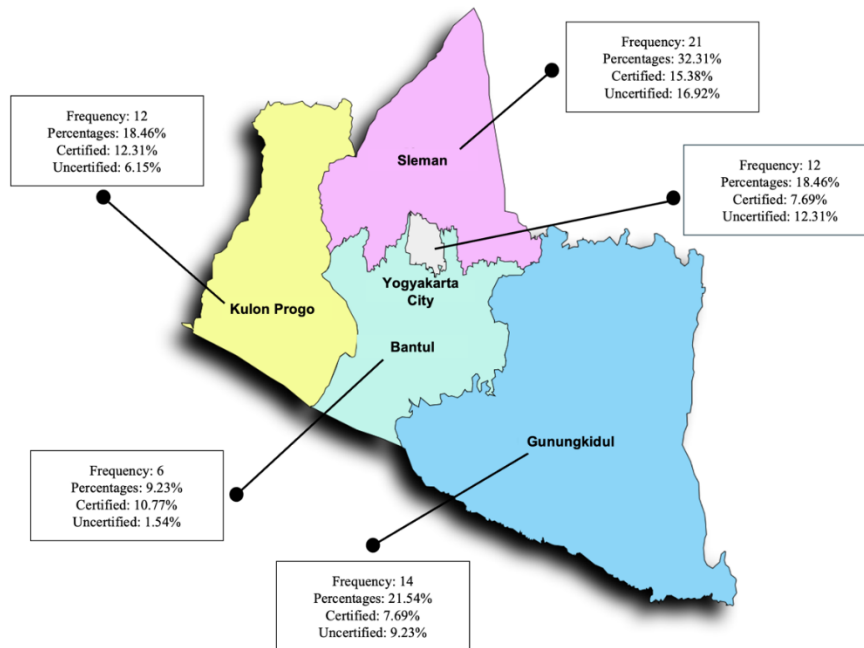 Frequency: 21
Percentages: 32.31%
Certified: 15.38%
Uncertified: 16.92%
Frequency: 12
Percentages: 18.46%
Certified: 12.31%
Uncertified: 6.15%
Sleman
Frequency: 12
Percentages: 18.46%
Certified: 7.69%
Uncertified: 12.31%
Yogyakarta
City
Kulon Progo
Bantul
Gunungkidul
Frequency: 6
Percentages: 9.23%
Certified: 10.77%
Uncertified: 1.54%
Frequency: 14
Percentages: 21.54%
Certified: 7.69%
Uncertified: 9.23%